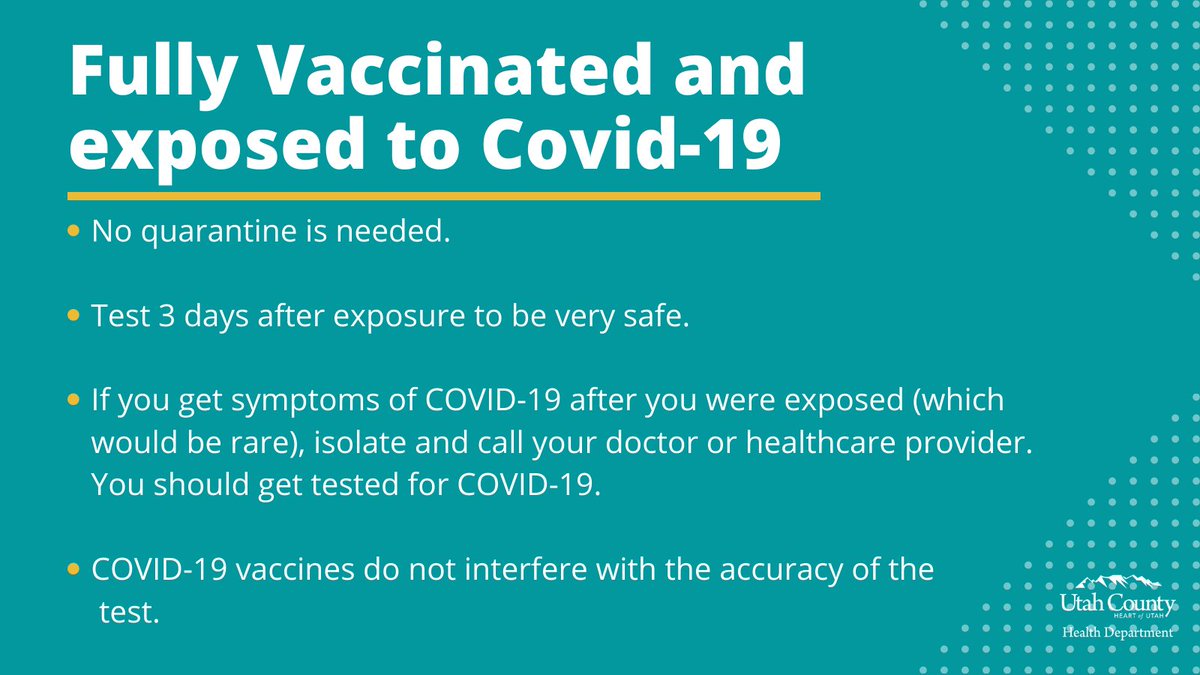 Fully Vaccinated and
exposed to Covid-19
No quarantine is needed.
Test 3 days after exposure to be very safe.
If you get symptoms of COVID-19 after you were exposed (which
would be rare), isolate and call your doctor or healthcare provider.
You should get tested for COVID-19.
COVID-19 vaccines do not interfere with the accuracy of the
test.
Utah County
HEART of UTAH
Health Department